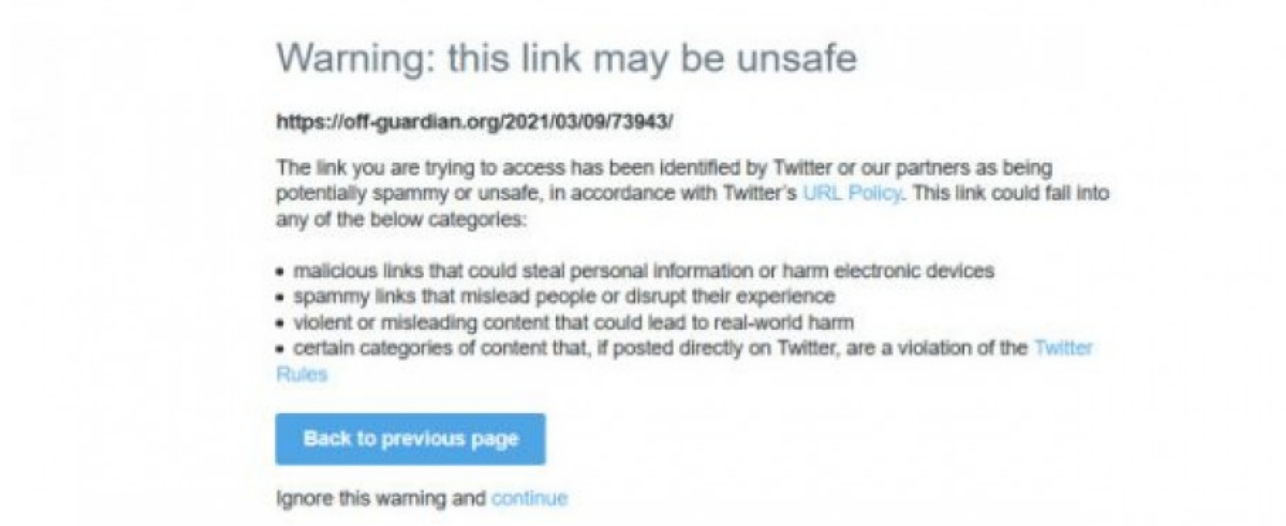 Warning: this link may be unsafe
https://off-guardian.org/2021/03/09/73943/
The link you are trying to access has been identified by Twitter or our partners as being
potentially spammy or unsafe, in accordance with Twitter's URL Policy. This link could fall into
any of the below categories:
• malicious links that could steal personal information or harm electronic devices
• spammy links that mislead people or disrupt their experience
• violent or misleading content that could lead to real-world harm
• certain categories of content that, if posted directly on Twitter, are a violation of the Twitter
Rules
Back to previous page
Ignore this warning and continue